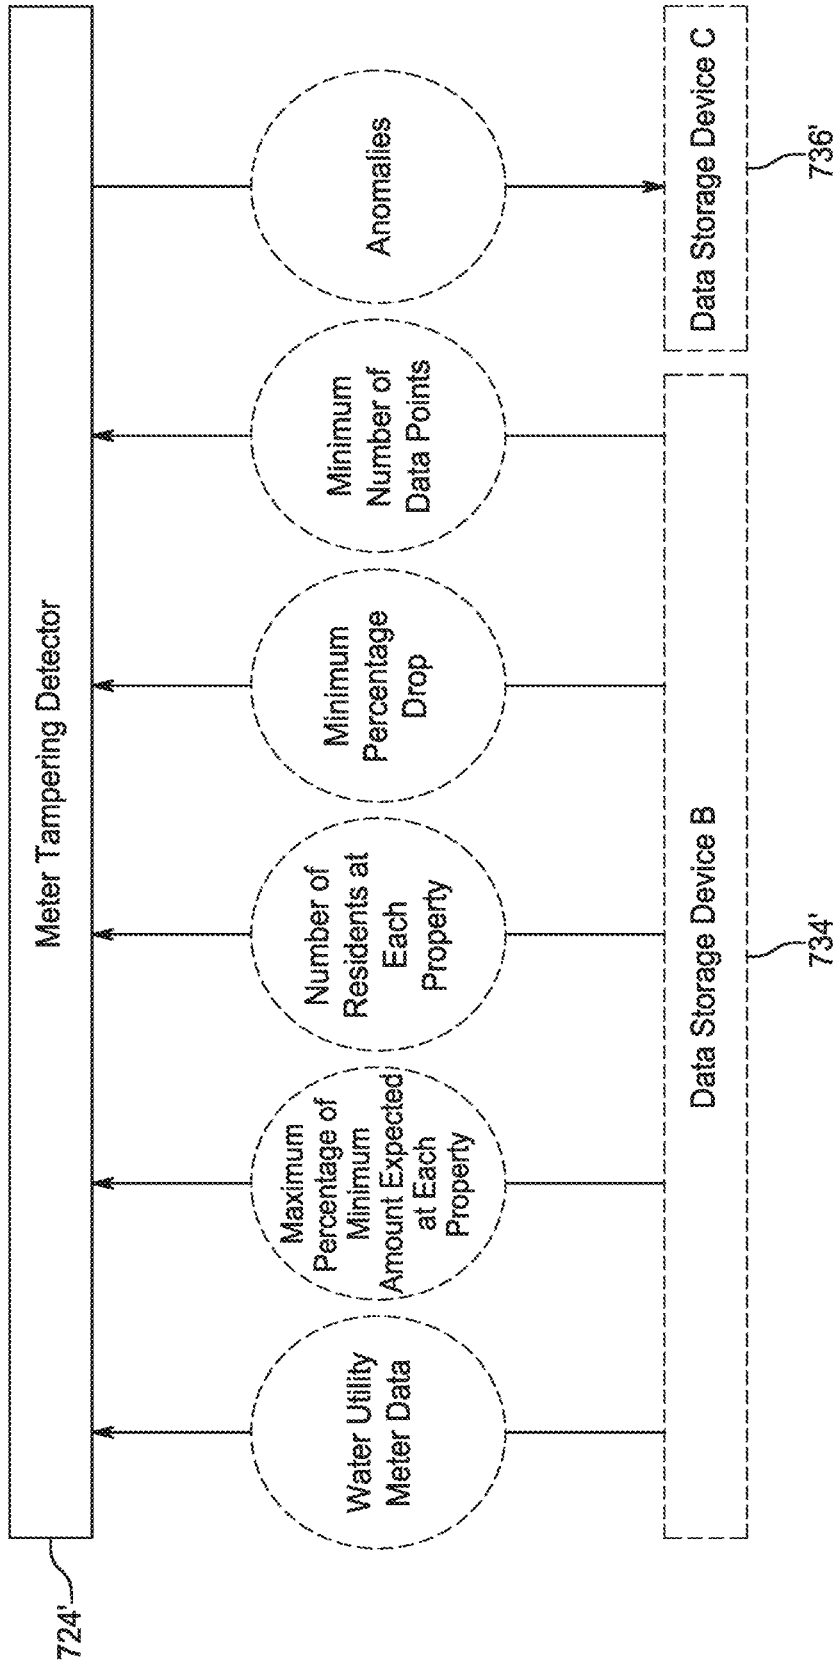 724'
Meter Tampering Detector
Water Utility
Meter Data
Maximum
Percentage of
Minimum
Amount Expected
at Each
Property
Number of
Residents at
Each
Property
Minimum
Percentage
Drop
Minimum
Number of
Data Points
Anomalies
Data Storage Device B
734'
Data Storage Device C
736'